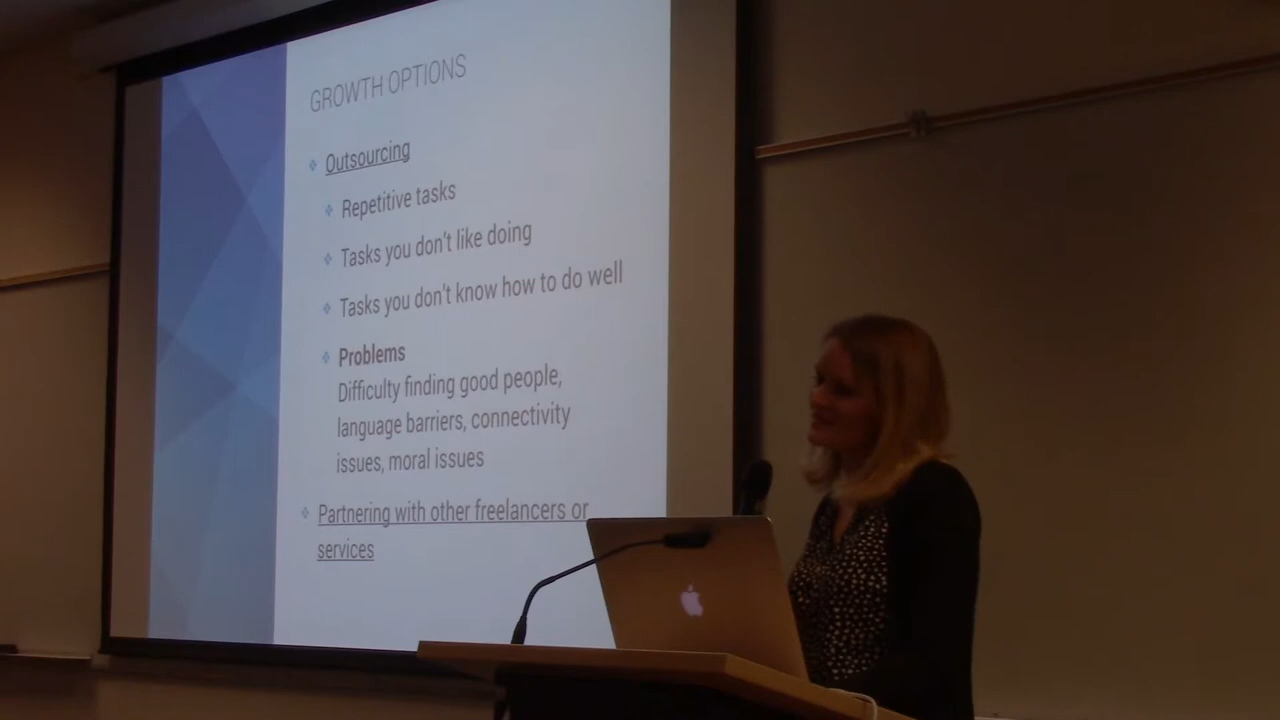 GROWTH OPTIONS
Outsourcing
Repetitive tasks
Tasks you don't like doing
Tasks you don't know how to do well
Problems
Difficulty finding good people,
language barriers, connectivity
issues, moral issues
Partnering with other freelancers or
services